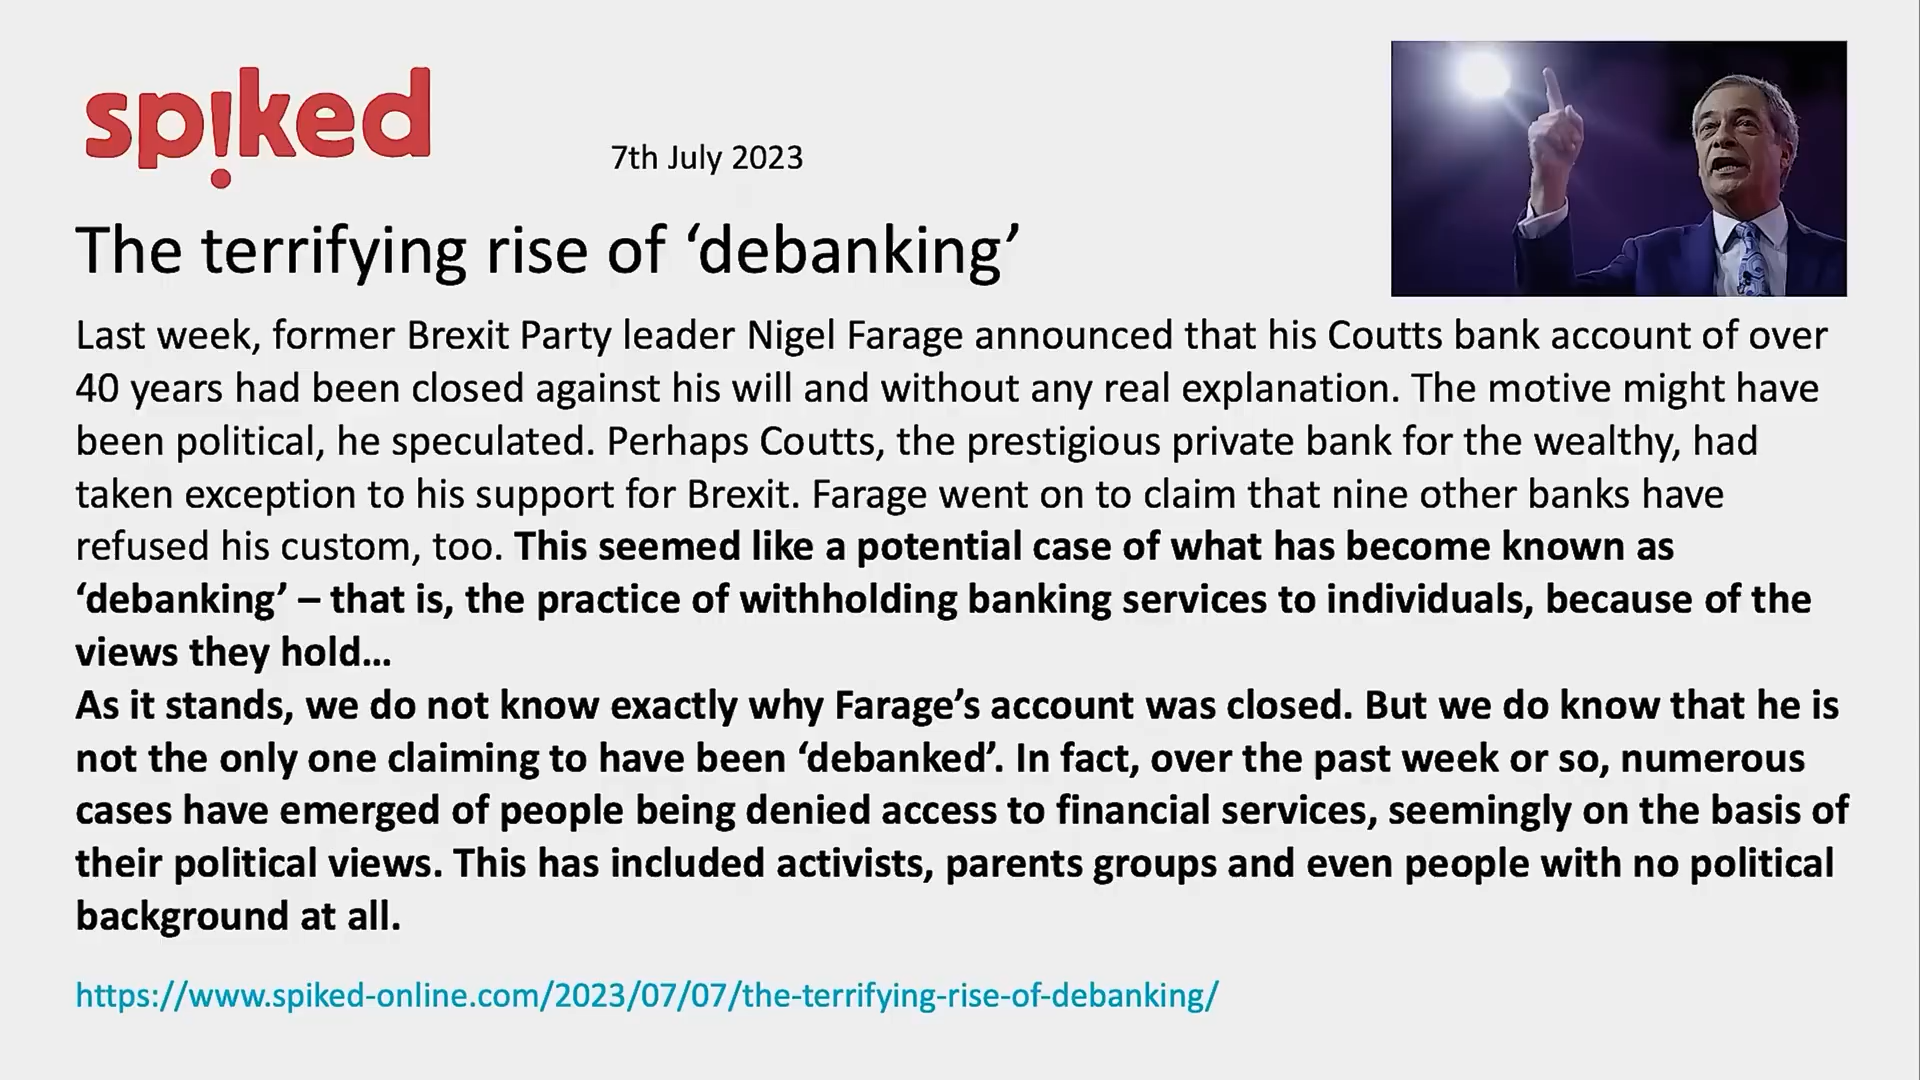 spiked
7th July 2023
The terrifying rise of ‘debanking’
Last week, former Brexit Party leader Nigel Farage announced that his Coutts bank account of over
40 years had been closed against his will and without any real explanation. The motive might have
been political, he speculated. Perhaps Coutts, the prestigious private bank for the wealthy, had
taken exception to his support for Brexit. Farage went on to claim that nine other banks have
refused his custom, too. This seemed like a potential case of what has become known as
‘debanking’ – that is, the practice of withholding banking services to individuals, because of the
views they hold...
As it stands, we do not know exactly why Farage’s account was closed. But we do know that he is
not the only one claiming to have been ‘debanked’. In fact, over the past week or so, numerous
cases have emerged of people being denied access to financial services, seemingly on the basis of
their political views. This has included activists, parents groups and even people with no political
background at all.
https://www.spiked-online.com/2023/07/07/the-terrifying-rise-of-debanking/